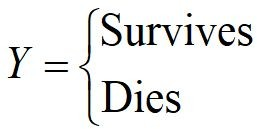 Y = { Survives
Dies